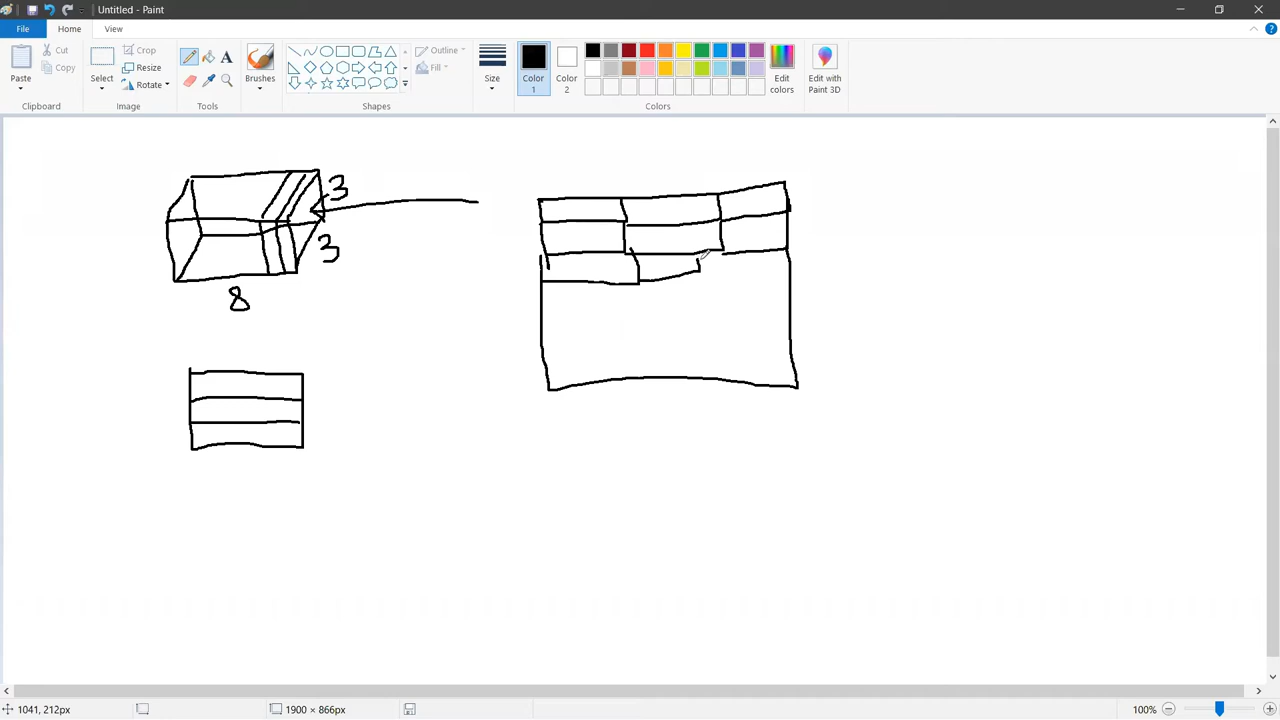 Untitled - Paint
File
Home
View
Paste
Cut
Copy
Clipboard
Select
Crop
Resize
Rotate
Image
A
Tools
Brushes
Outline
Fill
Shapes
Size
Color 1
Color 2
Edit colors
Edit with Paint 3D
Colors
3
3
8
1041, 212px
1900 × 866px
100%